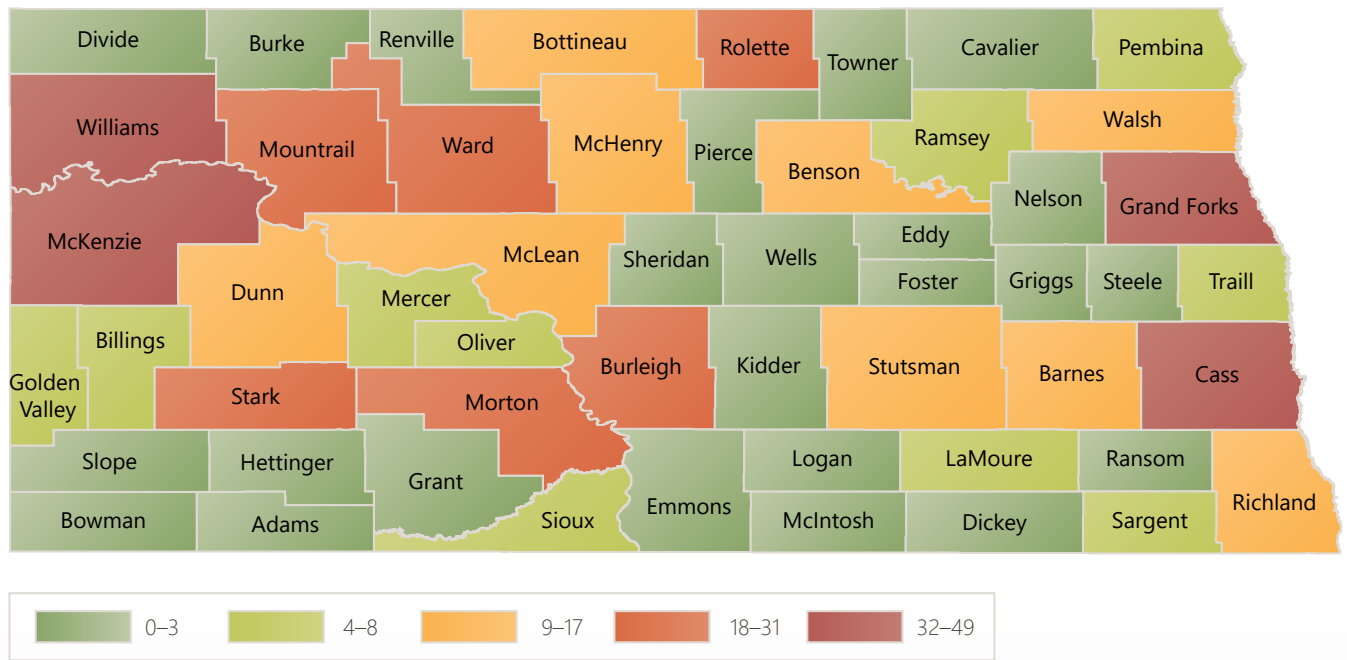 Divide
Burke
Renville
Bottineau
Rolette
Towner
Cavalier
Pembina
Williams
Mountrail
Ward
McHenry
Pierce
Benson
Ramsey
Walsh
Nelson
Grand Forks
McKenzie
Dunn
McLean
Mercer
Oliver
Sheridan
Wells
Eddy
Foster
Griggs
Steele
Traill
Golden
Valley
Billings
Stark
Morton
Burleigh
Kidder
Stutsman
Barnes
Cass
Slope
Hettinger
Grant
Bowman
Adams
Sioux
Emmons
Logan
McIntosh
LaMoure
Dickey
Ransom
Sargent
Richland
0–3
4–8
9–17
18–31
32–49